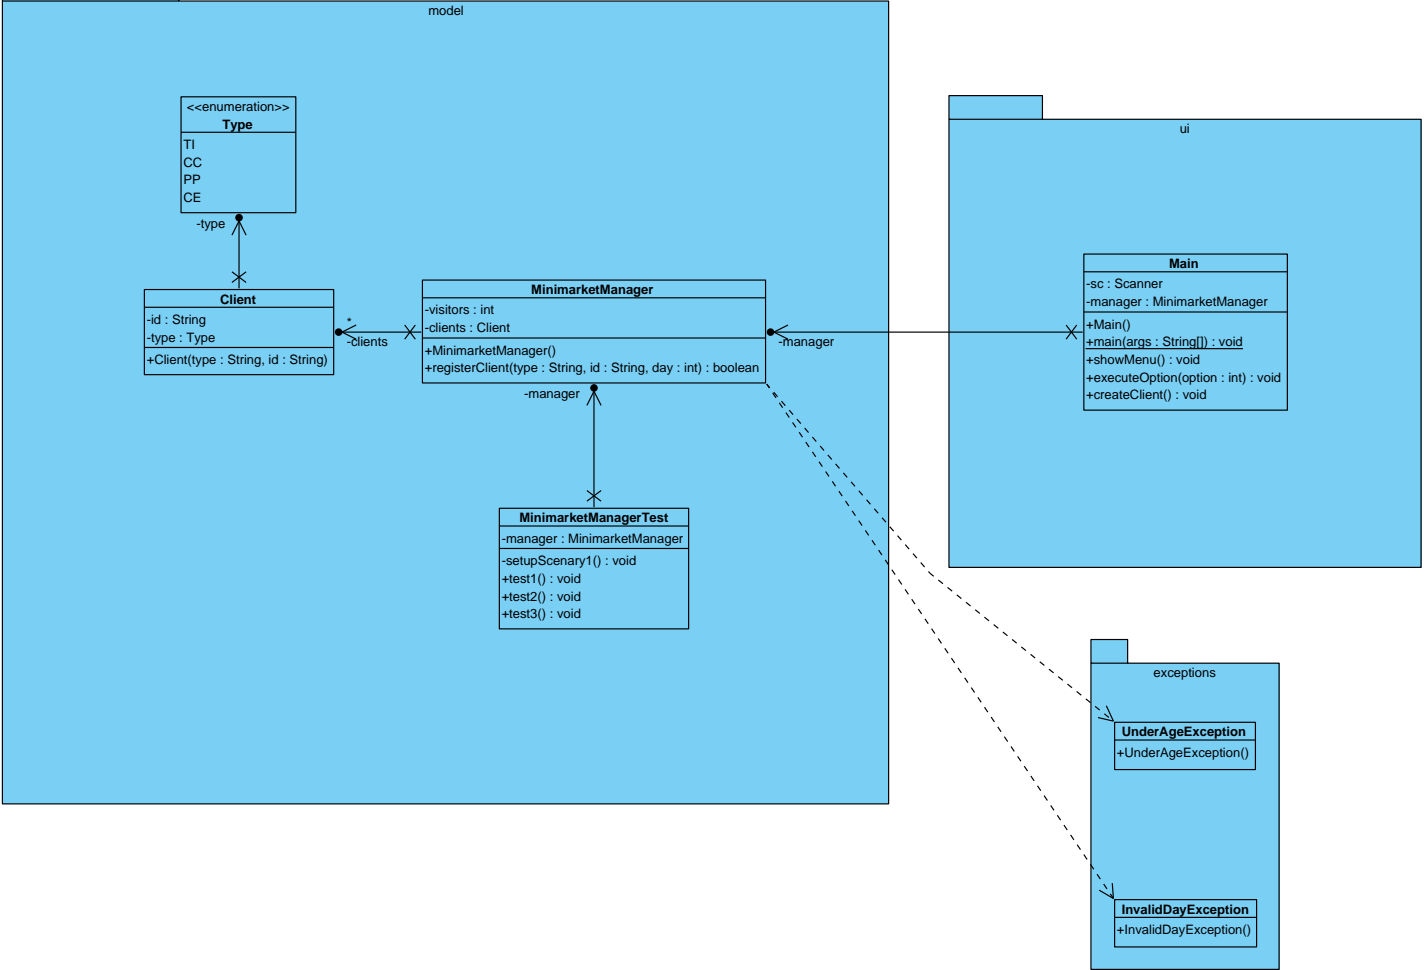 model
<<enumeration>>
Type
TI
CC
PP
CE
-type
Client
-id : String
-type : Type
+Client(type : String, id : String)
*
-clients
MinimarketManager
-visitors : int
-clients : Client
+MinimarketManager()
+registerClient(type : String, id : String, day : int) : boolean
-manager
-manager
MinimarketManagerTest
-manager : MinimarketManager
-setupScenary1() : void
+test1() : void
+test2() : void
+test3() : void
ui
Main
-sc : Scanner
-manager : MinimarketManager
+Main()
+main(args : String[]) : void
+showMenu() : void
+executeOption(option : int) : void
+createClient() : void
exceptions
UnderAgeException
+UnderAgeException()
InvalidDayException
+InvalidDayException()